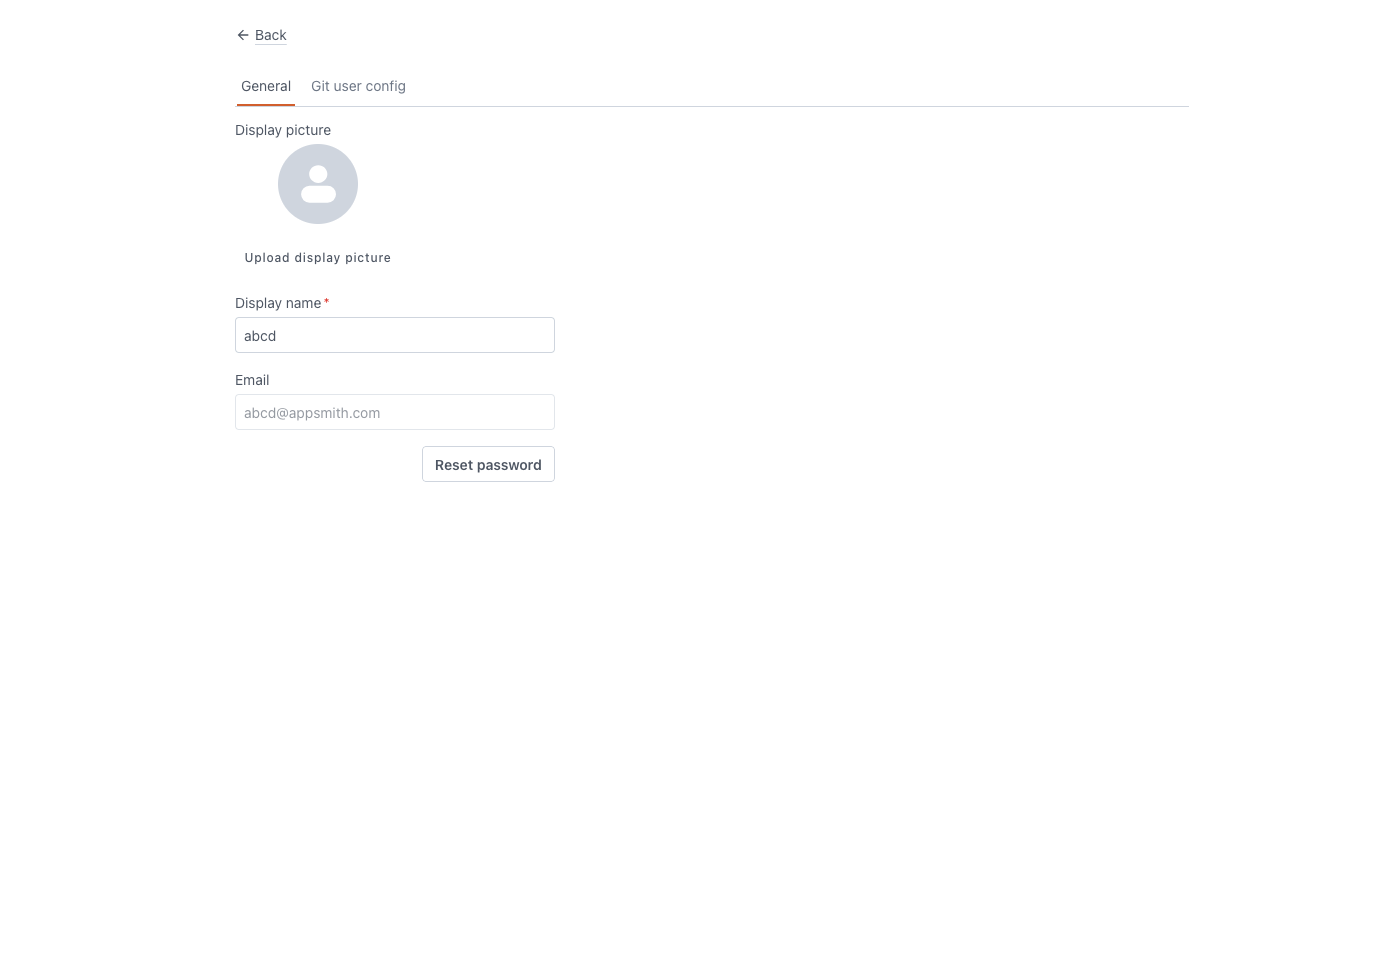 Back
General Git user config
Display picture
Upload display picture
Display name*
abcd
Email
abcd@appsmith.com
Reset password